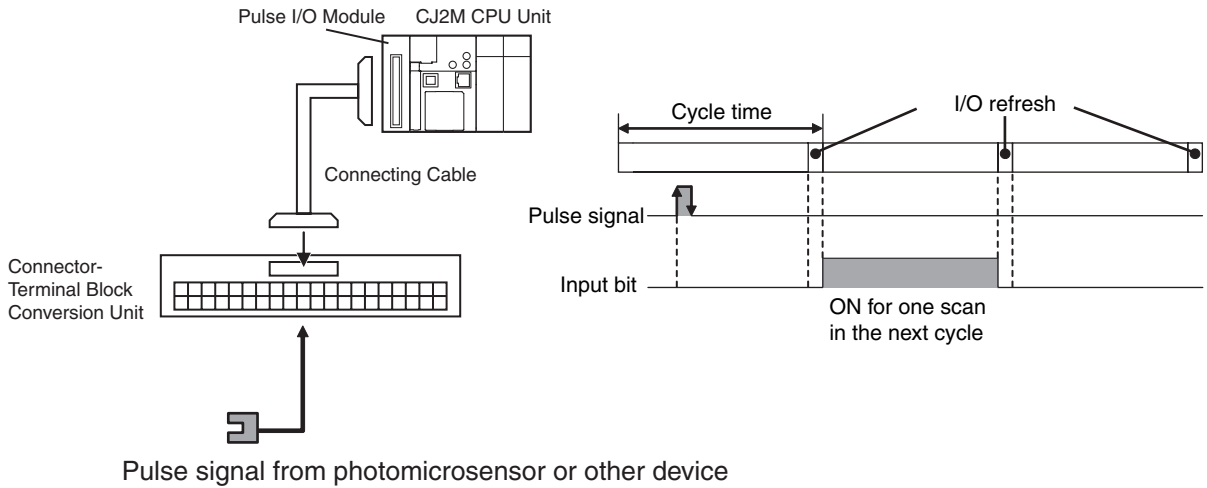 Pulse I/O Module
CJ2M CPU Unit
Connecting Cable
Connector-
Terminal Block
Conversion Unit
Pulse signal from photomicrosensor or other device
Cycle time
I/O refresh
Pulse signal
Input bit
ON for one scan
in the next cycle